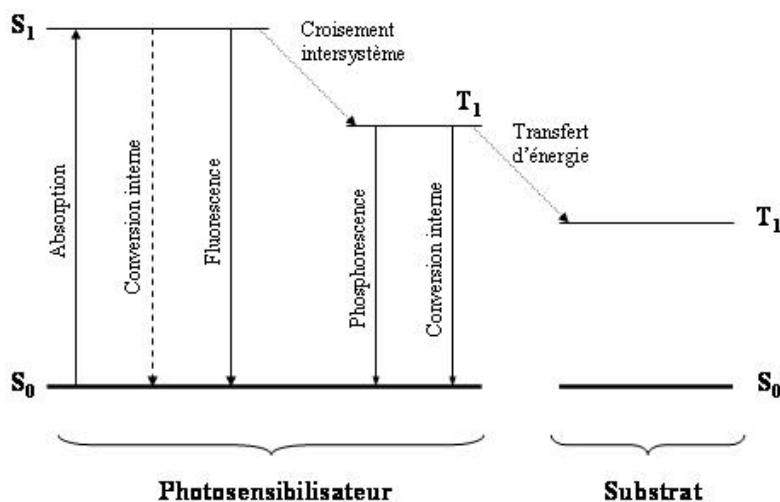 S1
Croisement
intersystème
T1
Transfert
d'énergie
T1
Absorption
Conversion interne
Fluorescence
Phosphorescence
Conversion interne
S0
S0
Photosensibilisateur
Substrat